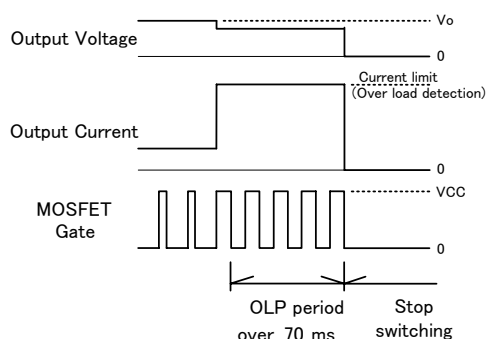 Output Voltage
Vo
0
Current limit
(Over load detection)
Output Current
0
MOSFET
Gate
VCC
0
OLP period
over 70 ms
Stop
switching